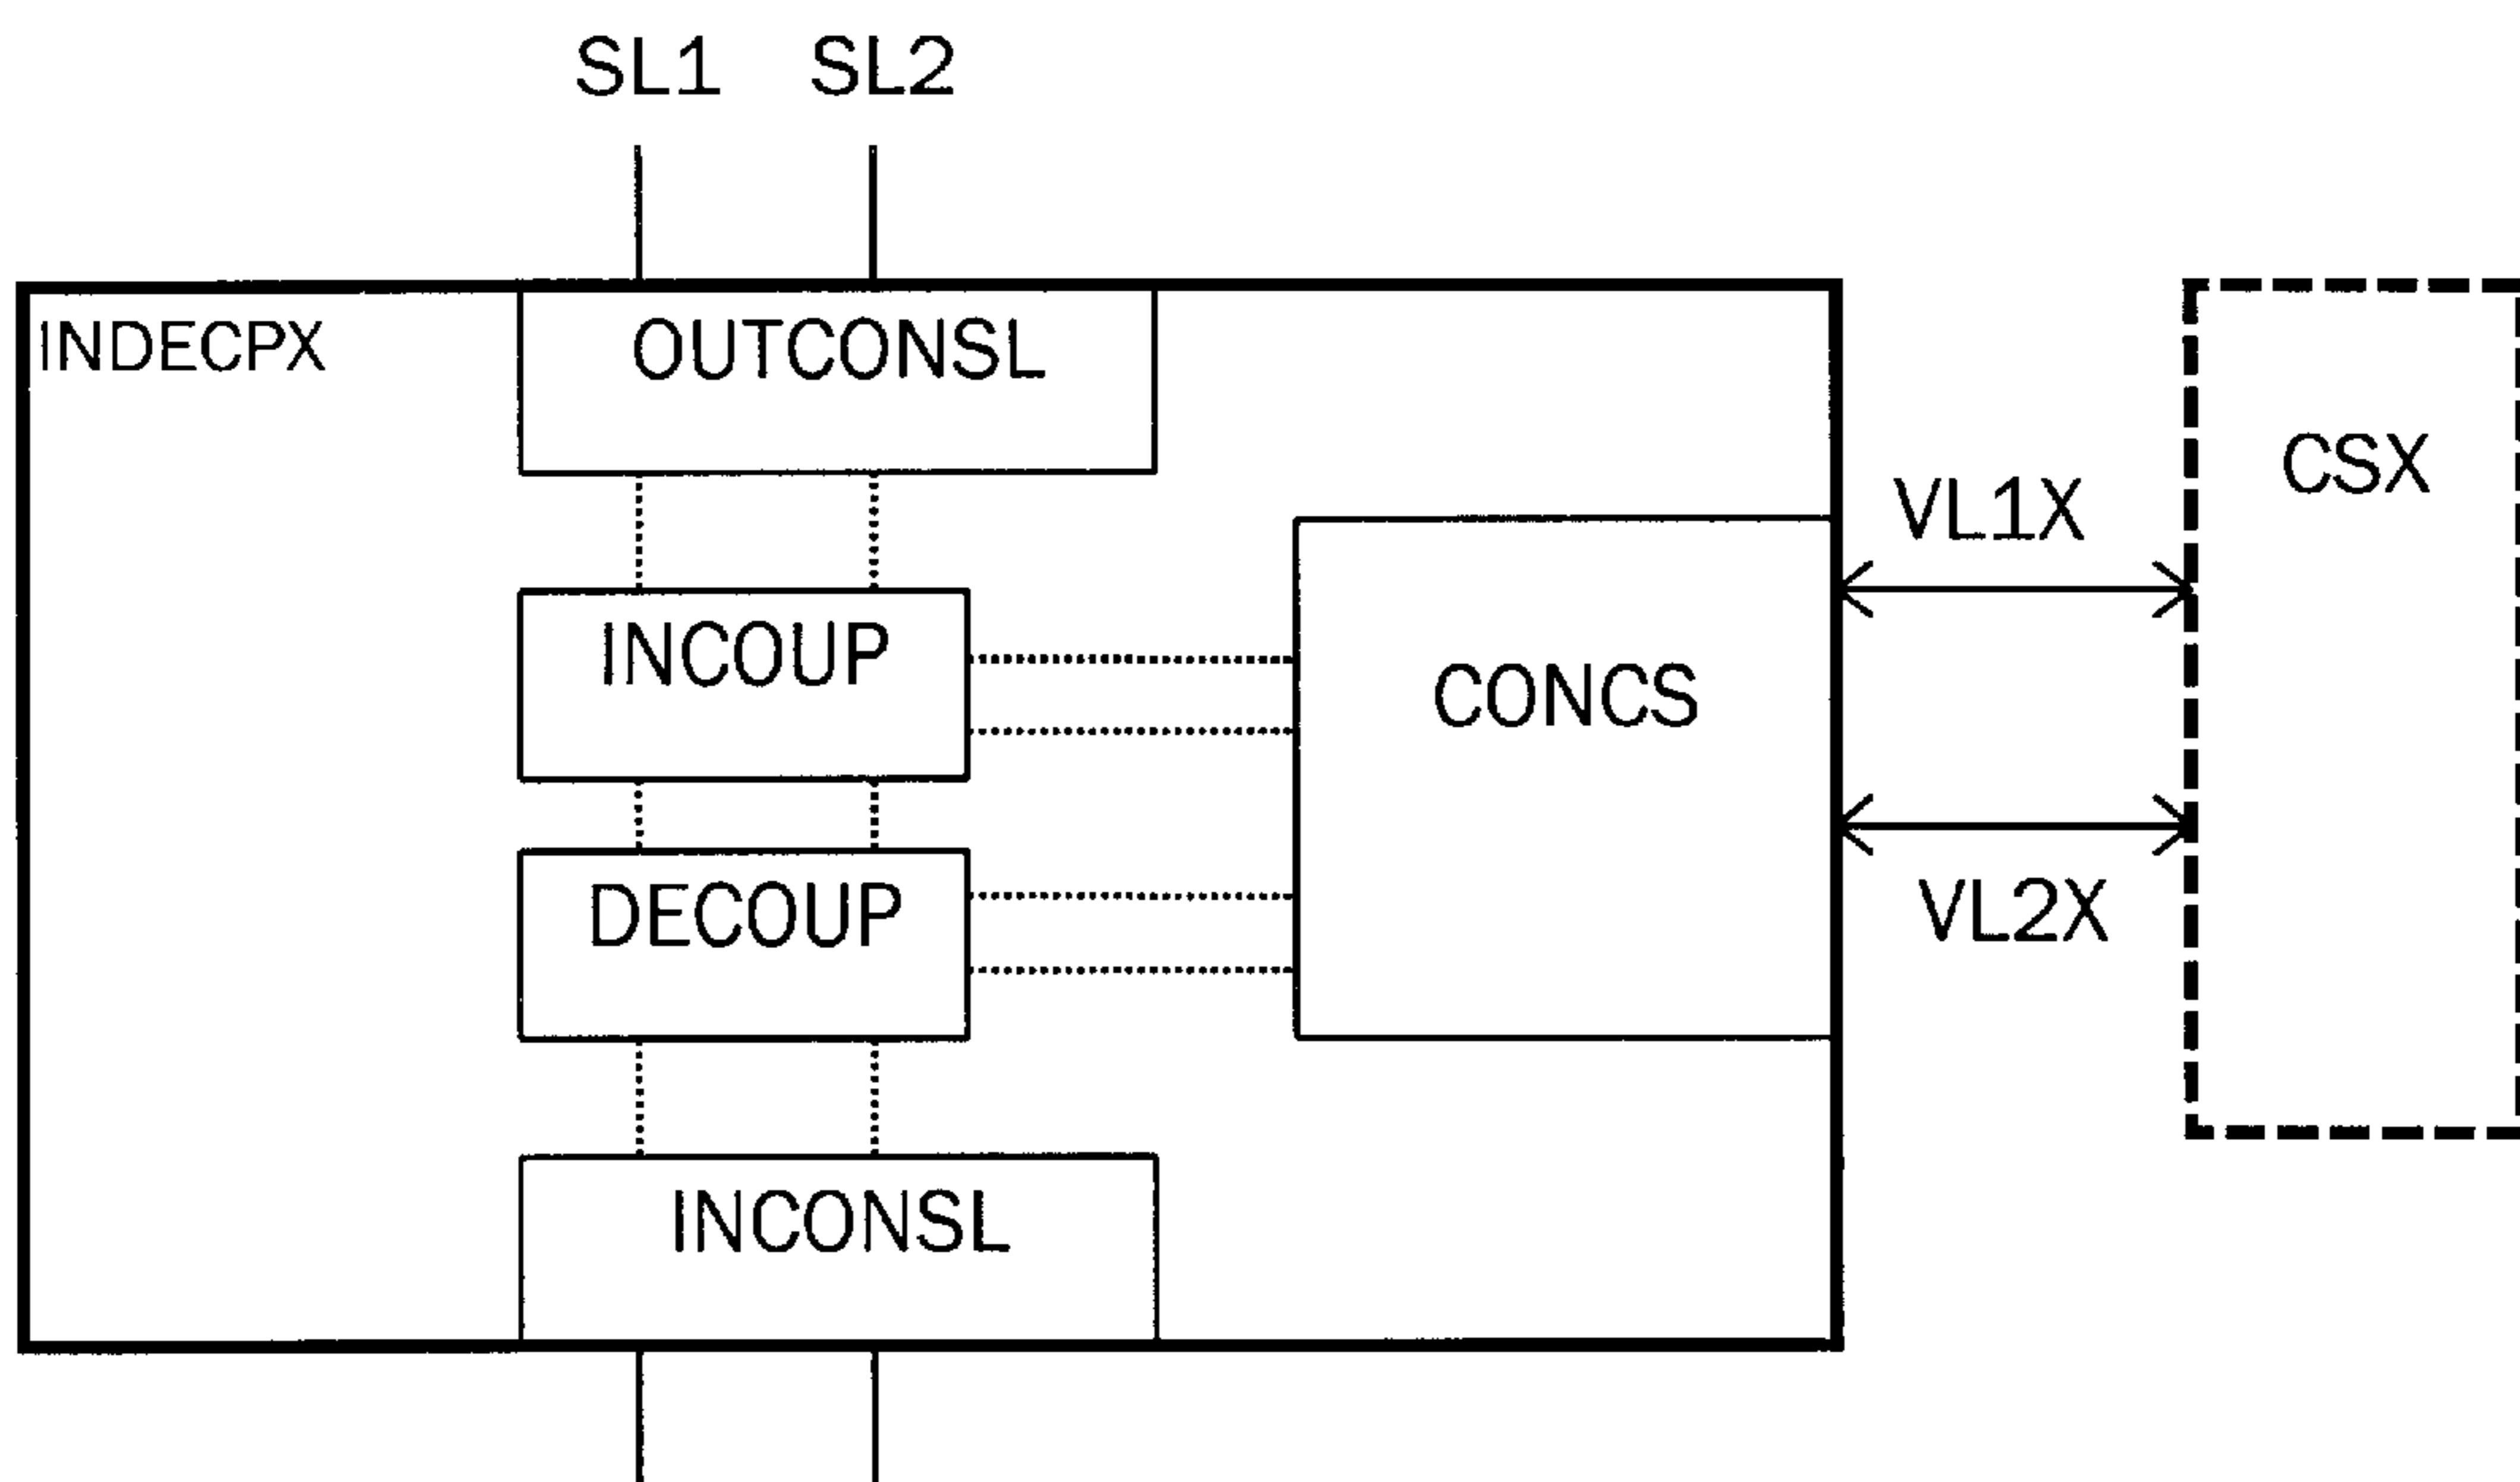 SL1 SL2
INDECPX
OUTCONSL
CSX
VL1X
INCOUP
CONCS
DECOUP
VL2X
INCONSL